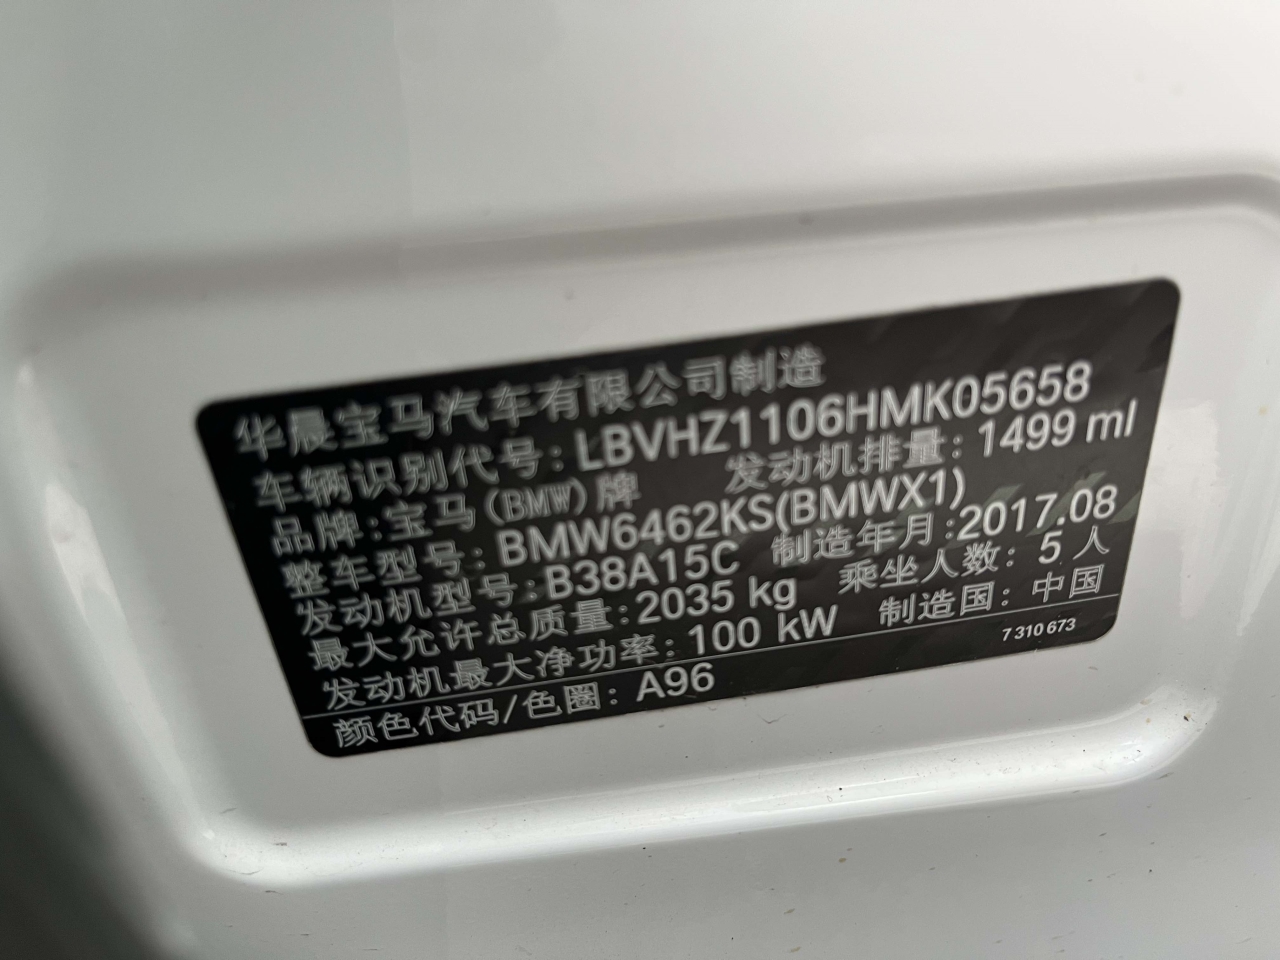 华晨宝马汽车有限公司制造
车辆识别代号: LBVHZ1106HMK05658
品牌: 宝马(BMW)牌 发动机排量: 1499 ml
整车型号: BMW6462KS(BMWX1)
发动机型号: B38A15C 制造年月: 2017.08
最大允许总质量: 2035 kg 乘坐人数: 5 人
发动机最大净功率: 100 kW 制造国: 中国
颜色代码/色圈: A96 7 310 673